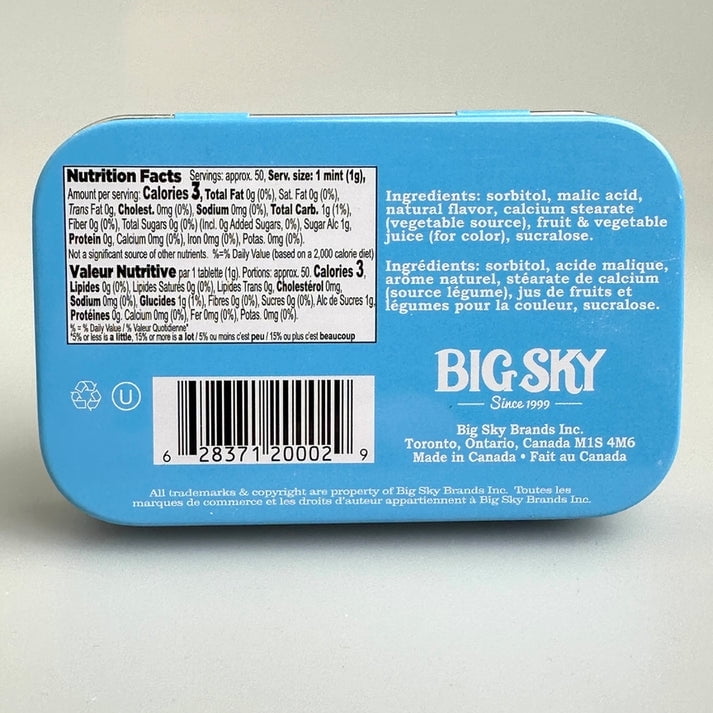 Nutrition Facts Servings: approx. 50, Serv. size: 1 mint (1g),
Amount per serving: Calories 3, Total Fat 0g (0%), Sat. Fat 0g (0%),
Trans Fat 0g, Cholest. 0mg (0%), Sodium 0mg (0%), Total Carb. 1g (1%),
Fiber 0g (0%), Total Sugars 0g (0%) (Incl. 0g Added Sugars, 0%), Sugar Alc 1g,
Protein 0g, Calcium 0mg (0%), Iron 0mg (0%), Potas. 0mg (0%).
Not a significant source of other nutrients. %=% Daily Value (based on a 2,000 calorie diet)
Valeur Nutritive par 1 tablette (1g). Portions: approx. 50. Calories 3,
Lipides 0g (0%), Lipides Saturés 0g (0%), Lipides Trans 0g, Cholestérol 0mg,
Sodium 0mg (0%), Glucides 1g (1%), Fibres 0g (0%), Sucres 0g (0%), Alc de Sucres 1g,
Protéines 0g. Calcium 0mg (0%), Fer 0mg (0%), Potas. 0mg (0%).
% = % Daily Value / % Valeur Quotidienne*
*5% or less is a little, 15% or more is a lot / 5% ou moins c'est peu / 15% ou plus c'est beaucoup
Ingredients: sorbitol, malic acid,
natural flavor, calcium stearate
(vegetable source), fruit & vegetable
juice (for color), sucralose.
Ingrédients: sorbitol, acide malique,
arôme naturel, stéarate de calcium
(source légume), jus de fruits et
légumes pour la couleur, sucralose.
BIG SKY
Since 1999
Big Sky Brands Inc.
Toronto, Ontario, Canada M1S 4M6
Made in Canada • Fait au Canada
U
6 28371 20002 9
All trademarks & copyright are property of Big Sky Brands Inc. Toutes les
marques de commerce et les droits d'auteur appartiennent à Big Sky Brands Inc.